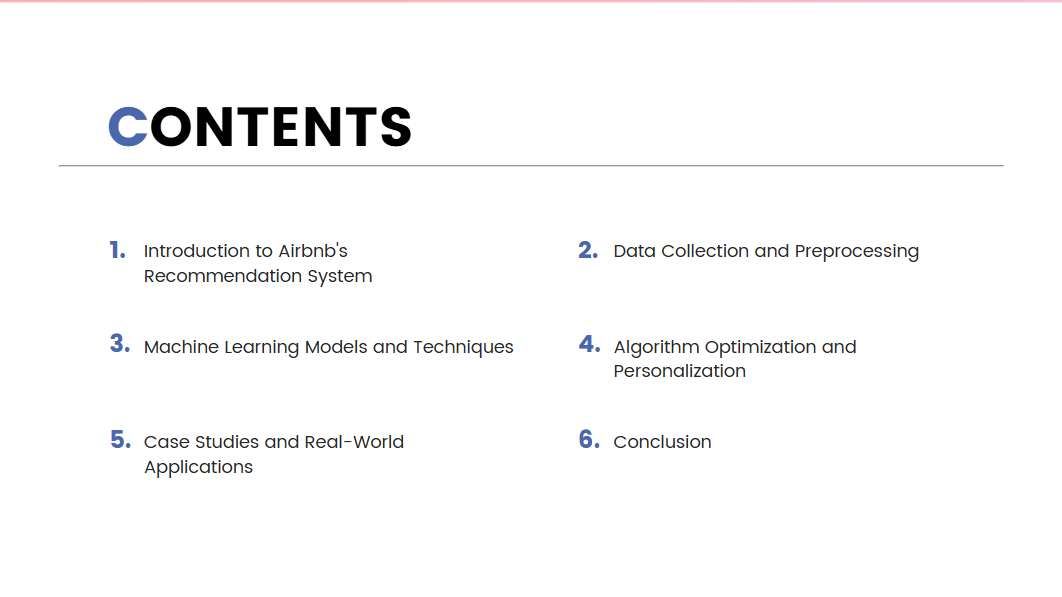 CONTENTS
1. Introduction to Airbnb's
Recommendation System
2. Data Collection and Preprocessing
3. Machine Learning Models and Techniques
4. Algorithm Optimization and
Personalization
5. Case Studies and Real-World
Applications
6. Conclusion